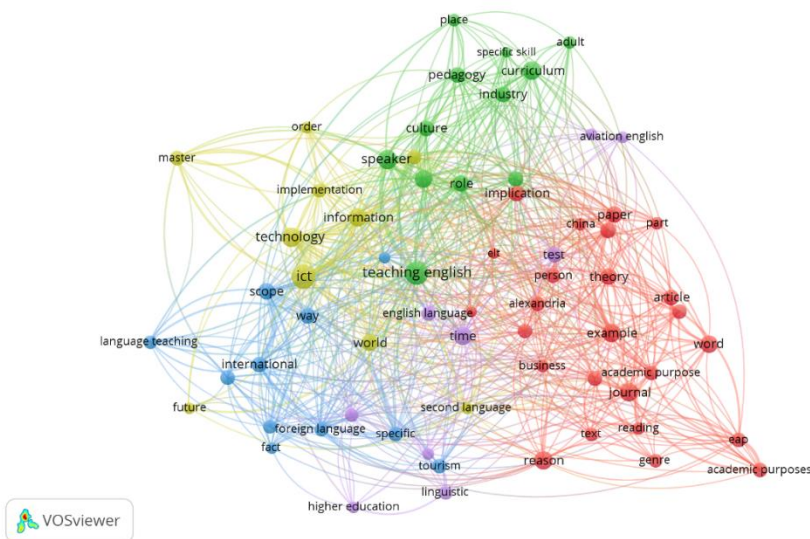 place
adult
specific skill
pedagogy
curriculum
industry
order
culture
aviation english
master
speaker
implementation
role
implication
information
paper
china
part
technology
elt
test
ict
teaching english
person
theory
scope
alexandria
article
way
english language
time
example
language teaching
world
word
international
business
academic purpose
journal
future
second language
foreign language
specific
text
reading
fact
eap
tourism
reason
genre
academic purposes
linguistic
higher education
VOSviewer